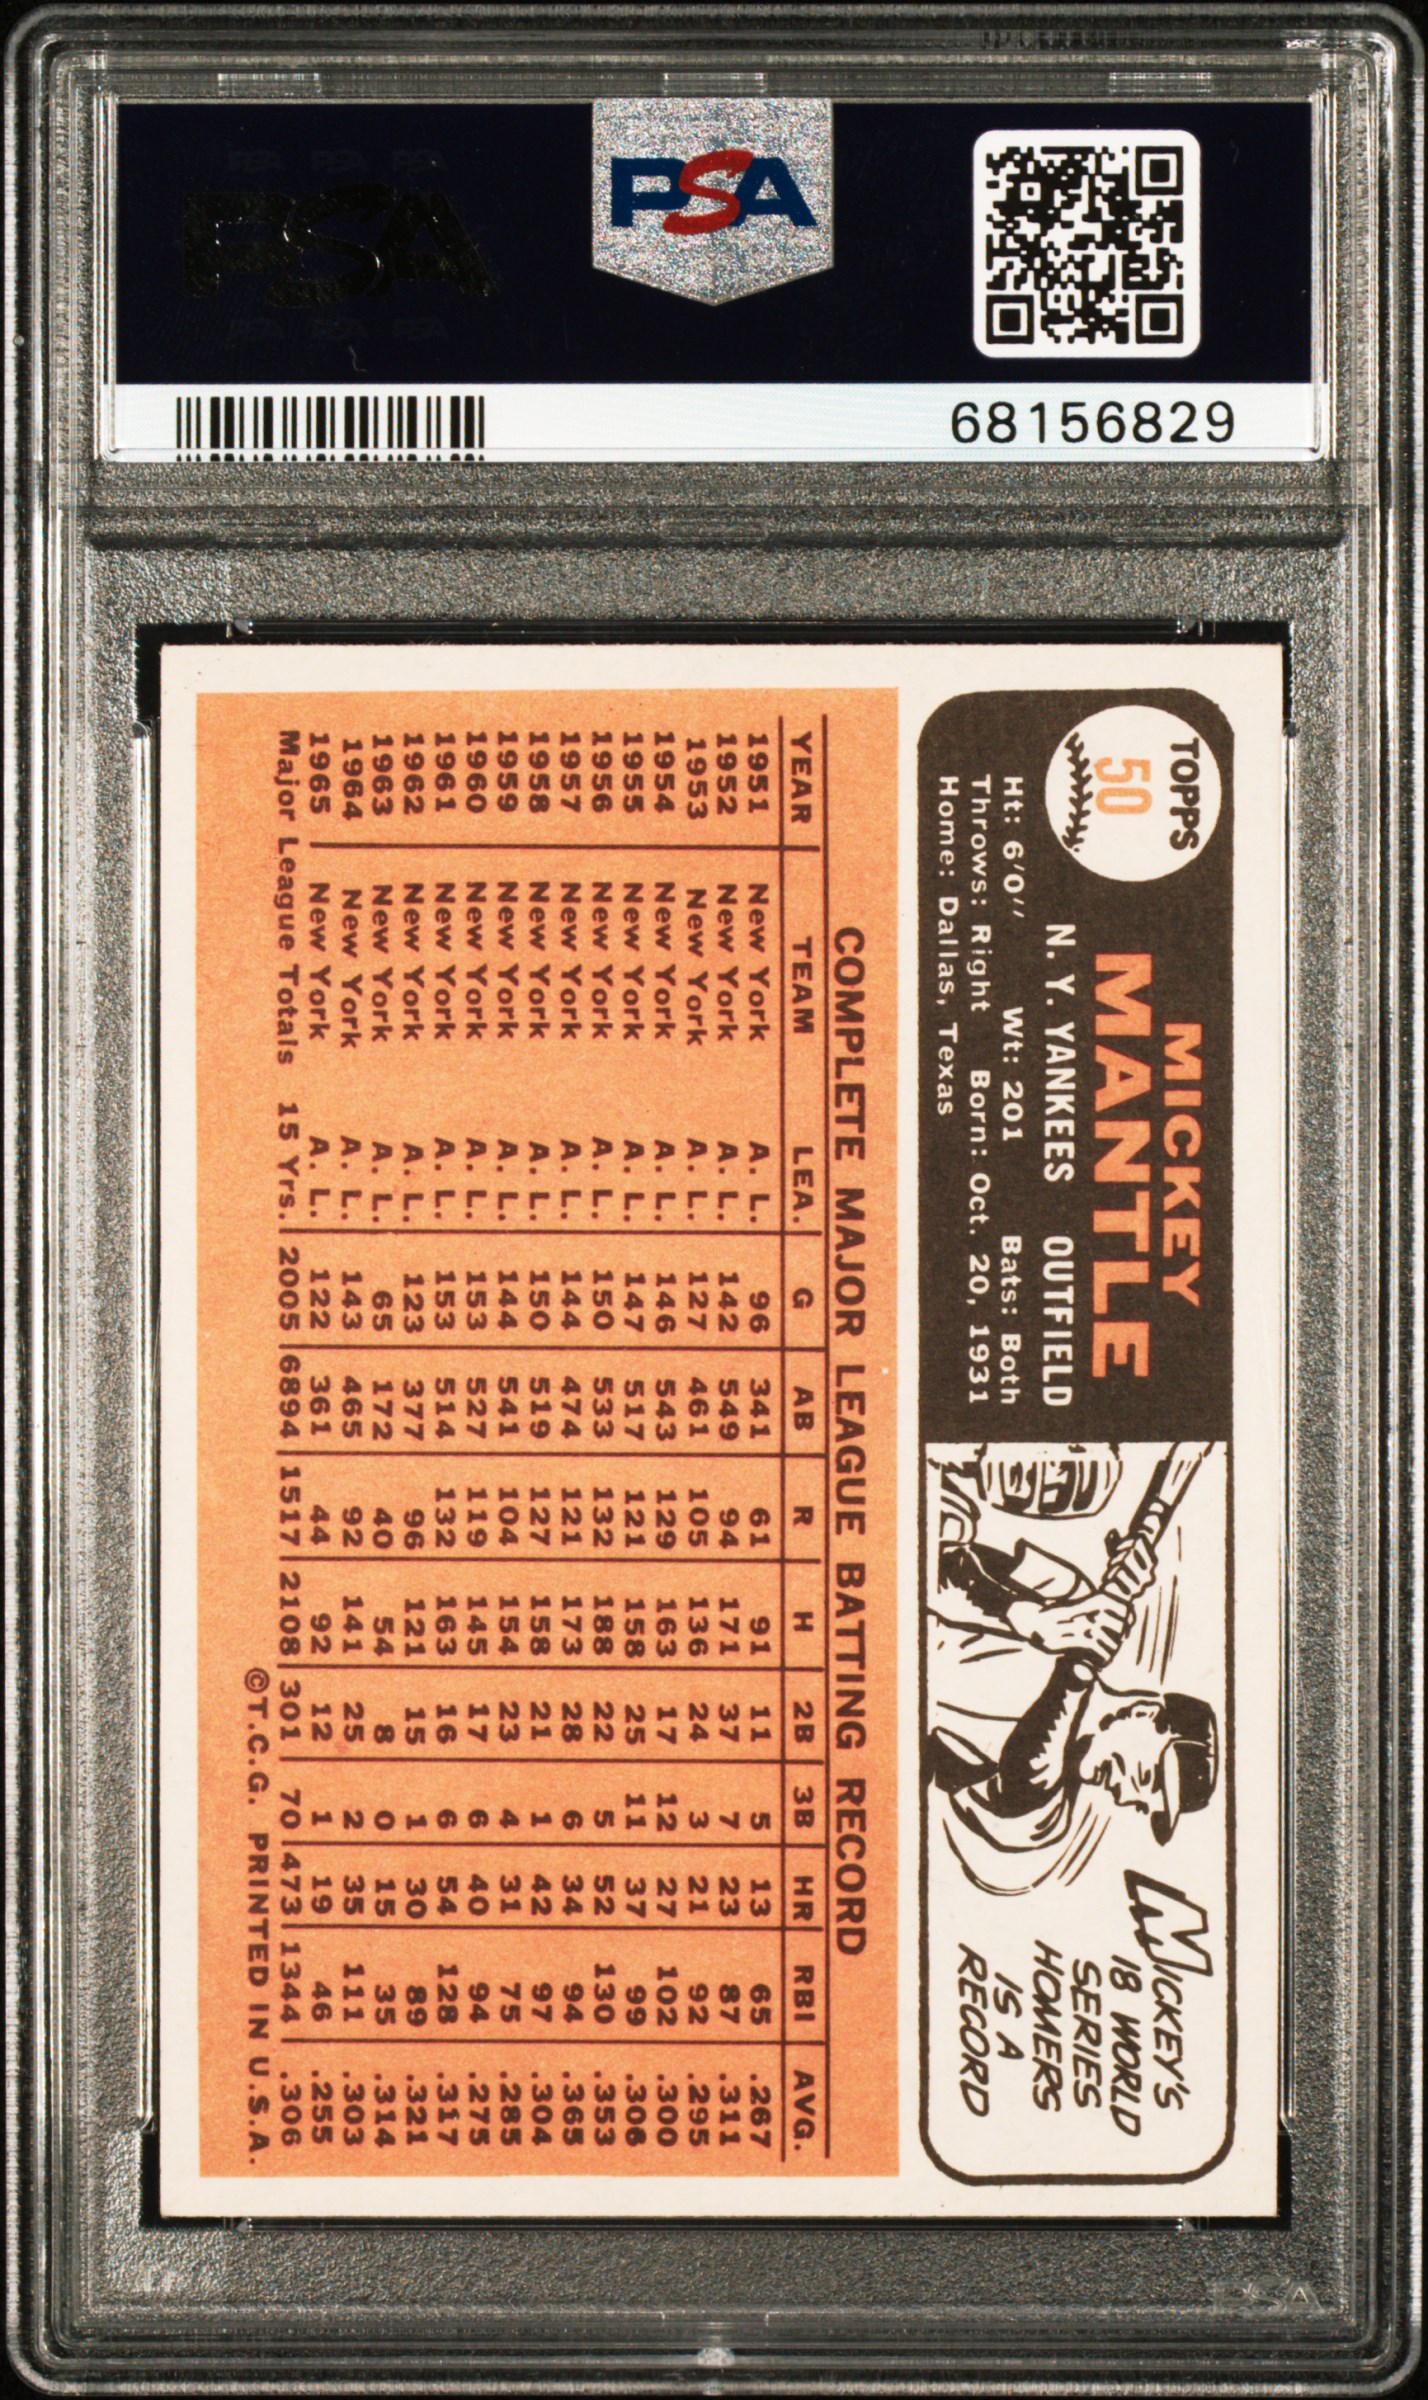 PSA
PSA PSA PSA
PSA
PSA PSA PSA
68156829
TOPPS
50
MICKEY
MANTLE
N. Y. YANKEES OUTFIELD
Ht: 6'0'' Wt: 201 Bats: Both
Throws: Right Born: Oct. 20, 1931
Home: Dallas, Texas
MICKEY'S
18 WORLD
SERIES
HOMERS
IS A
RECORD
COMPLETE MAJOR LEAGUE BATTING RECORD
YEAR TEAM LEA. G AB R H 2B 3B HR RBI AVG.
1951 New York A. L. 96 341 61 91 11 5 13 65 .267
1952 New York A. L. 142 549 94 171 37 7 23 87 .311
1953 New York A. L. 127 461 105 136 24 3 21 92 .295
1954 New York A. L. 146 543 129 163 17 12 27 102 .300
1955 New York A. L. 147 517 121 158 25 11 37 99 .306
1956 New York A. L. 150 533 132 188 22 5 52 130 .353
1957 New York A. L. 144 474 121 173 28 6 34 94 .365
1958 New York A. L. 150 519 127 158 21 1 42 97 .304
1959 New York A. L. 144 541 104 154 23 4 31 75 .285
1960 New York A. L. 153 527 119 145 17 6 40 94 .275
1961 New York A. L. 153 514 132 163 16 6 54 128 .317
1962 New York A. L. 123 377 96 121 15 1 30 89 .321
1963 New York A. L. 65 172 40 54 8 0 15 35 .314
1964 New York A. L. 143 465 92 141 25 2 35 111 .303
1965 New York A. L. 122 361 44 92 12 1 19 46 .255
Major League Totals 15 Yrs. 2005 6894 1517 2108 301 70 473 1344 .306
©T.C.G. PRINTED IN U.S.A.
PSA